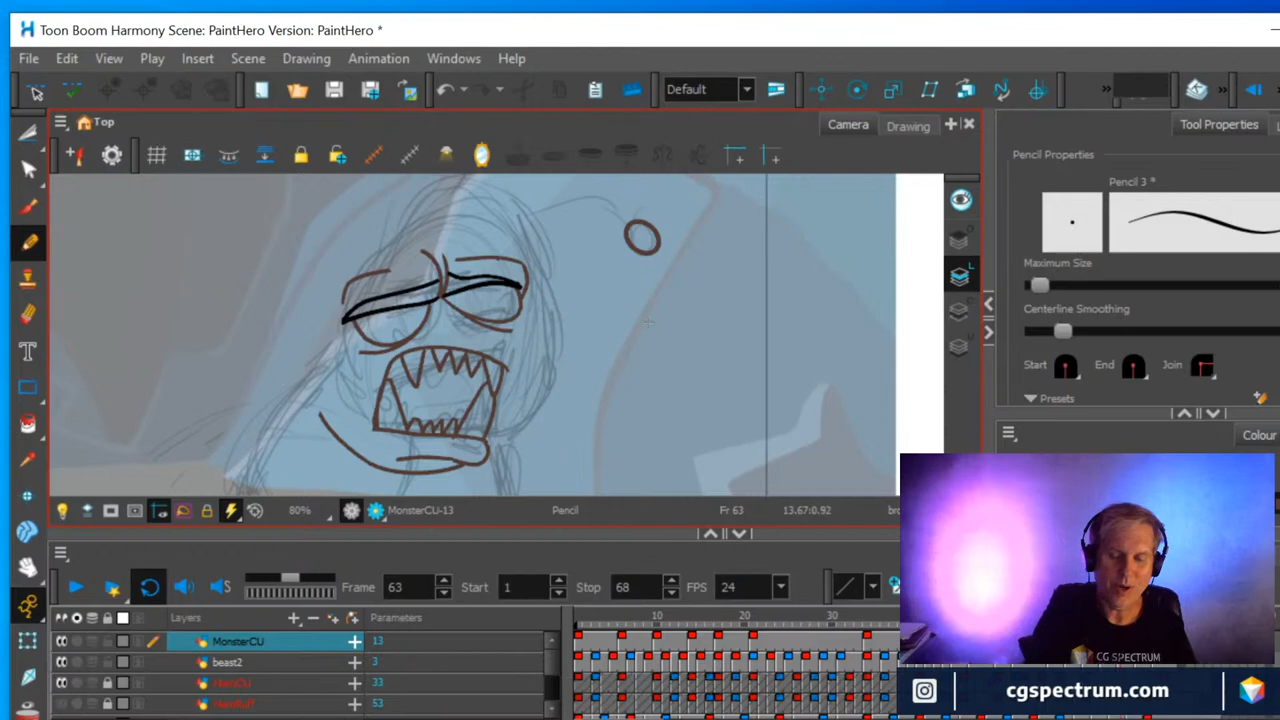 Toon Boom Harmony Scene: PaintHero Version: PaintHero *
File Edit View Play Insert Scene Drawing Animation Windows Help
Default
Top
Camera
Drawing
Tool Properties
Pencil Properties
Pencil 3 *
Maximum Size
Centerline Smoothing
Start End Join
Presets
Colour
80%
MonsterCU-13
Pencil
Fr 63
13.67:0.92
Frame 63 Start 1 Stop 68 FPS 24
Layers
Parameters
10 20 30
MonsterCU 13
beast2 3
33
53
CG SPECTRUM
cgspectrum.com